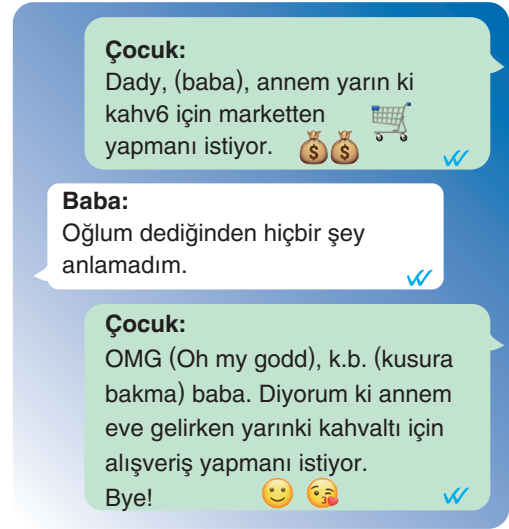 Çocuk:
Dady, (baba), annem yarın ki
kahv6 için marketten
yapmanı istiyor.
Baba:
Oğlum dediğinden hiçbir şey
anlamadım.
Çocuk:
OMG (Oh my godd), k.b. (kusura
bakma) baba. Diyorum ki annem
eve gelirken yarınki kahvaltı için
alışveriş yapmanı istiyor.
Bye!